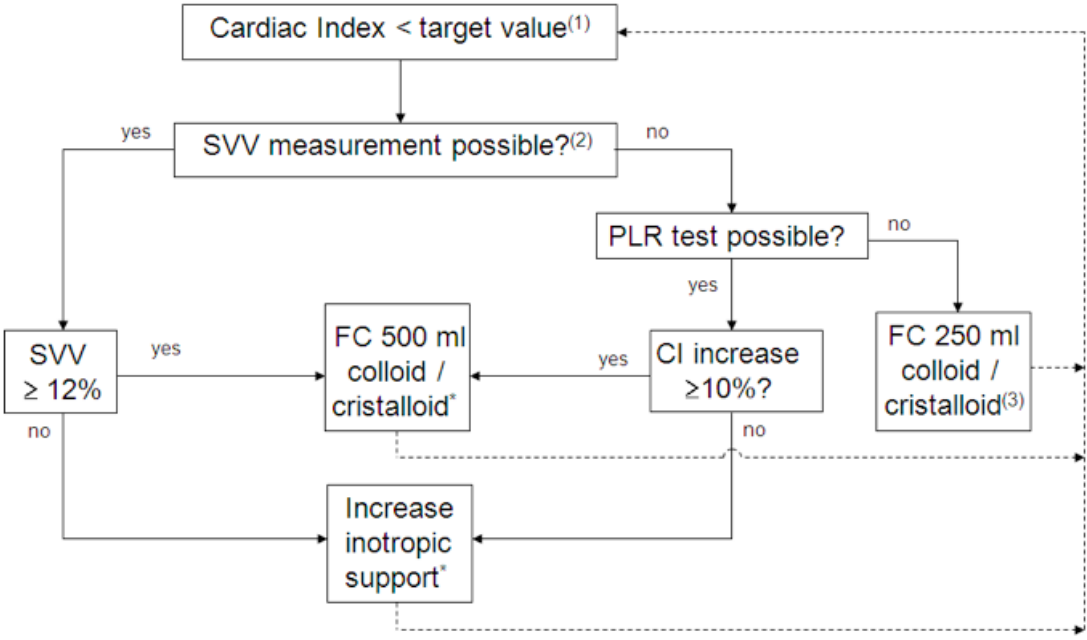 Cardiac Index < target value(1)
yes
SVV measurement possible?(2)
no
PLR test possible?
no
yes
SVV
≥ 12%
yes
FC 500 ml
colloid /
cristalloid*
yes
CI increase
≥10%?
FC 250 ml
colloid /
cristalloid(3)
no
no
Increase
inotropic
support*